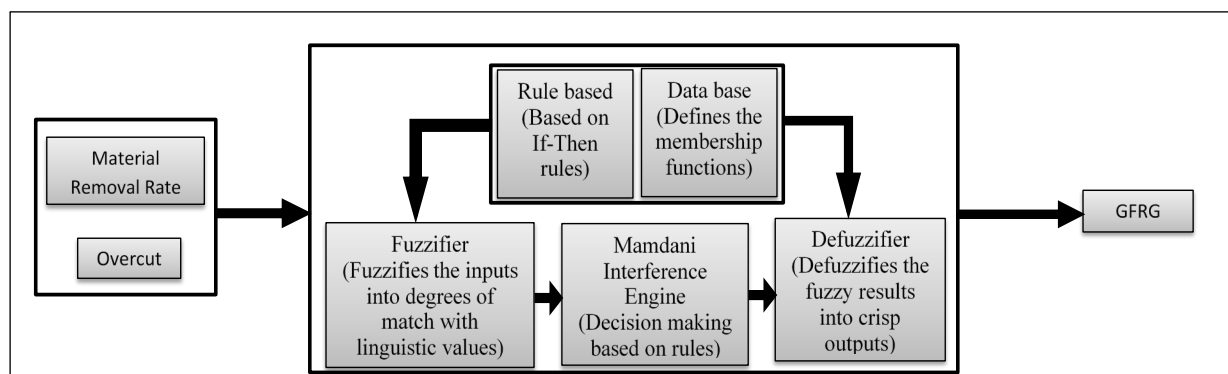 Material
Removal Rate
Overcut
Rule based
(Based on
If-Then
rules)
Data base
(Defines the
membership
functions)
Fuzzifier
(Fuzzifies the inputs
into degrees of
match with
linguistic values)
Mamdani
Interference
Engine
(Decision making
based on rules)
Defuzzifier
(Defuzzifies the
fuzzy results
into crisp
outputs)
GFRG